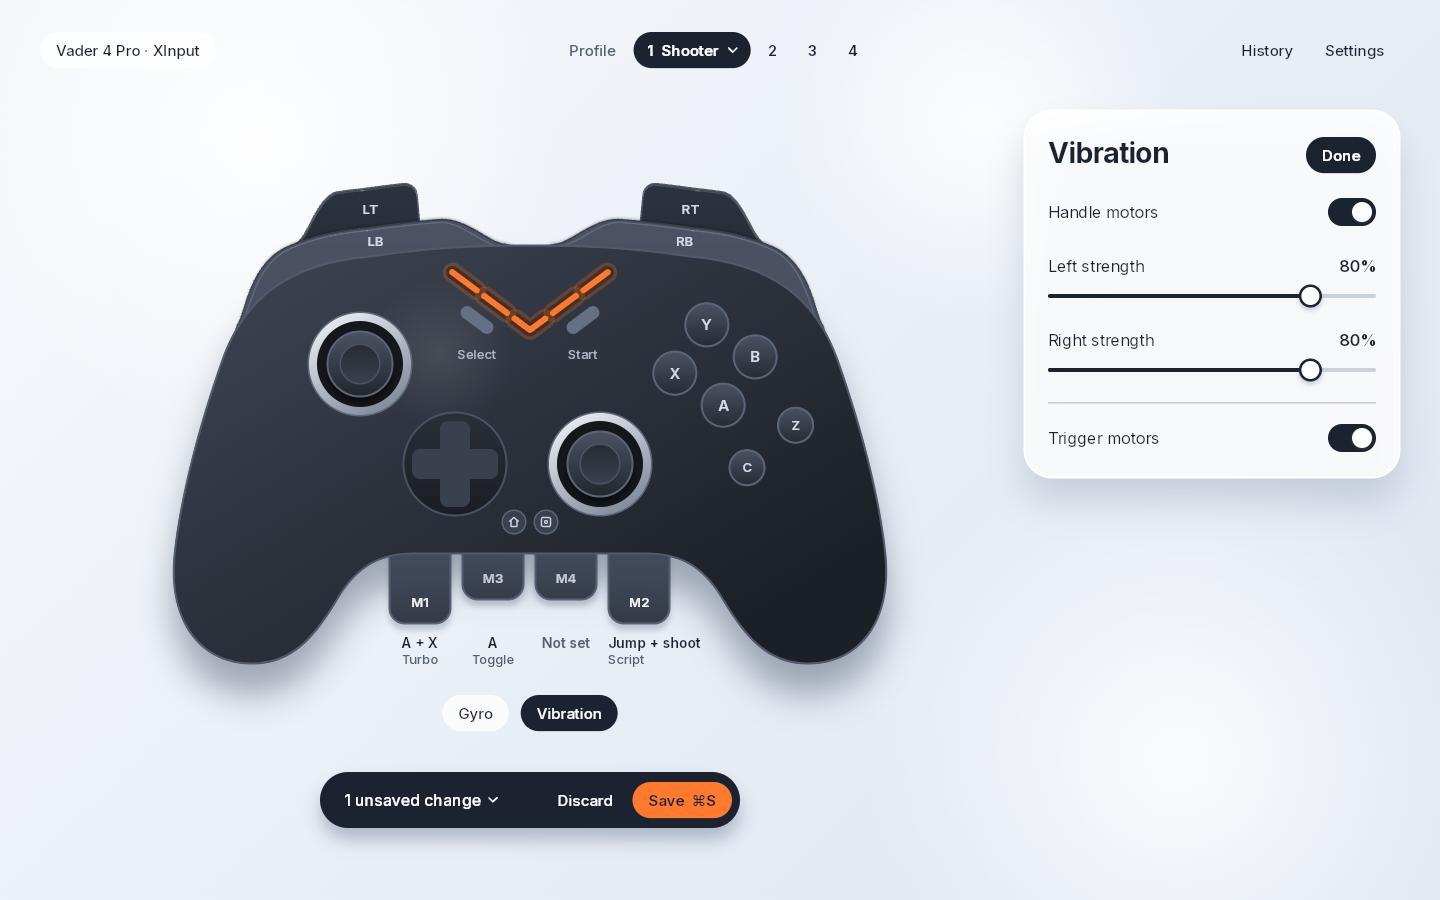 Vader 4 Pro · XInput
Profile
1 Shooter
2
3
4
History
Settings
Vibration
Done
Handle motors
Left strength
80%
Right strength
80%
Trigger motors
LT
RT
LB
RB
Select
Start
Y
B
X
A
Z
C
M1
M3
M4
M2
A + X
Turbo
A
Toggle
Not set
Jump + shoot
Script
Gyro
Vibration
1 unsaved change
Discard
Save ⌘S